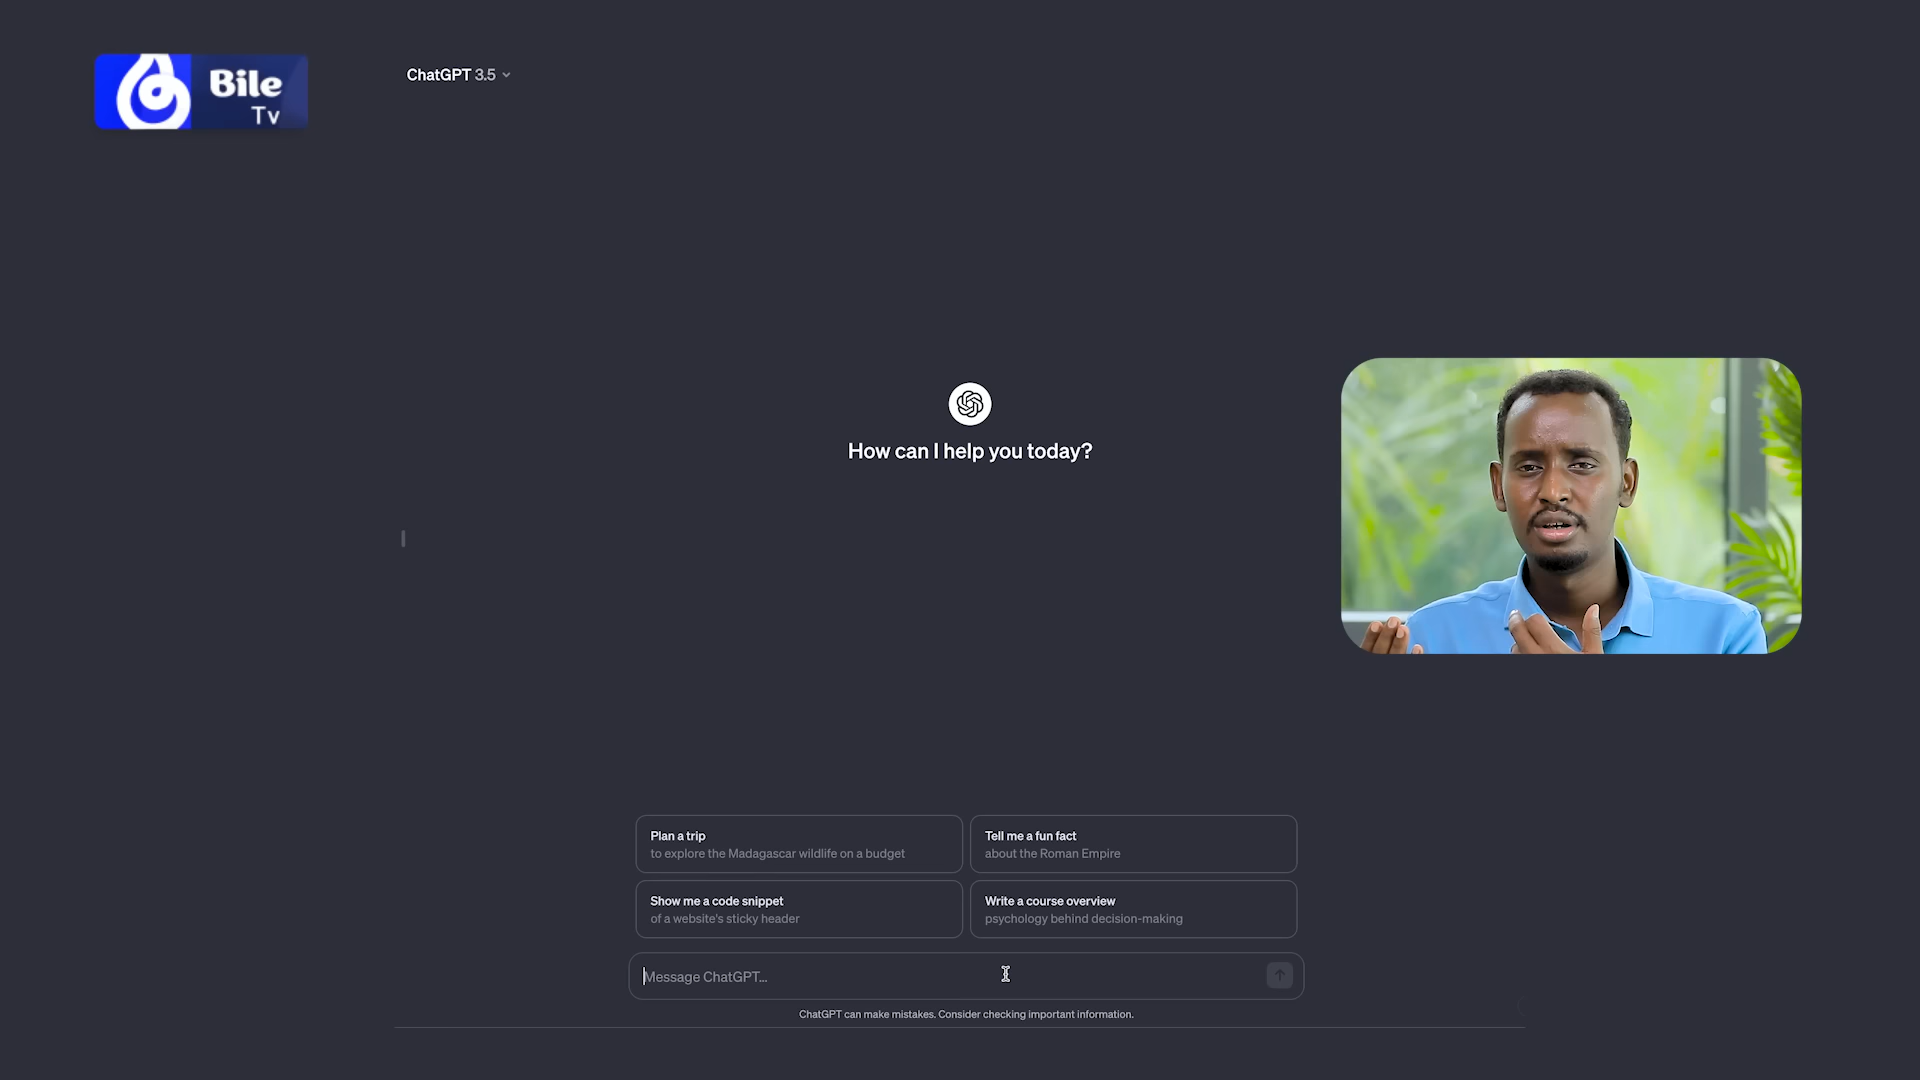 Bile
Tv
ChatGPT 3.5
How can I help you today?
Plan a trip
to explore the Madagascar wildlife on a budget
Tell me a fun fact
about the Roman Empire
Show me a code snippet
of a website's sticky header
Write a course overview
psychology behind decision-making
Message ChatGPT...
ChatGPT can make mistakes. Consider checking important information.